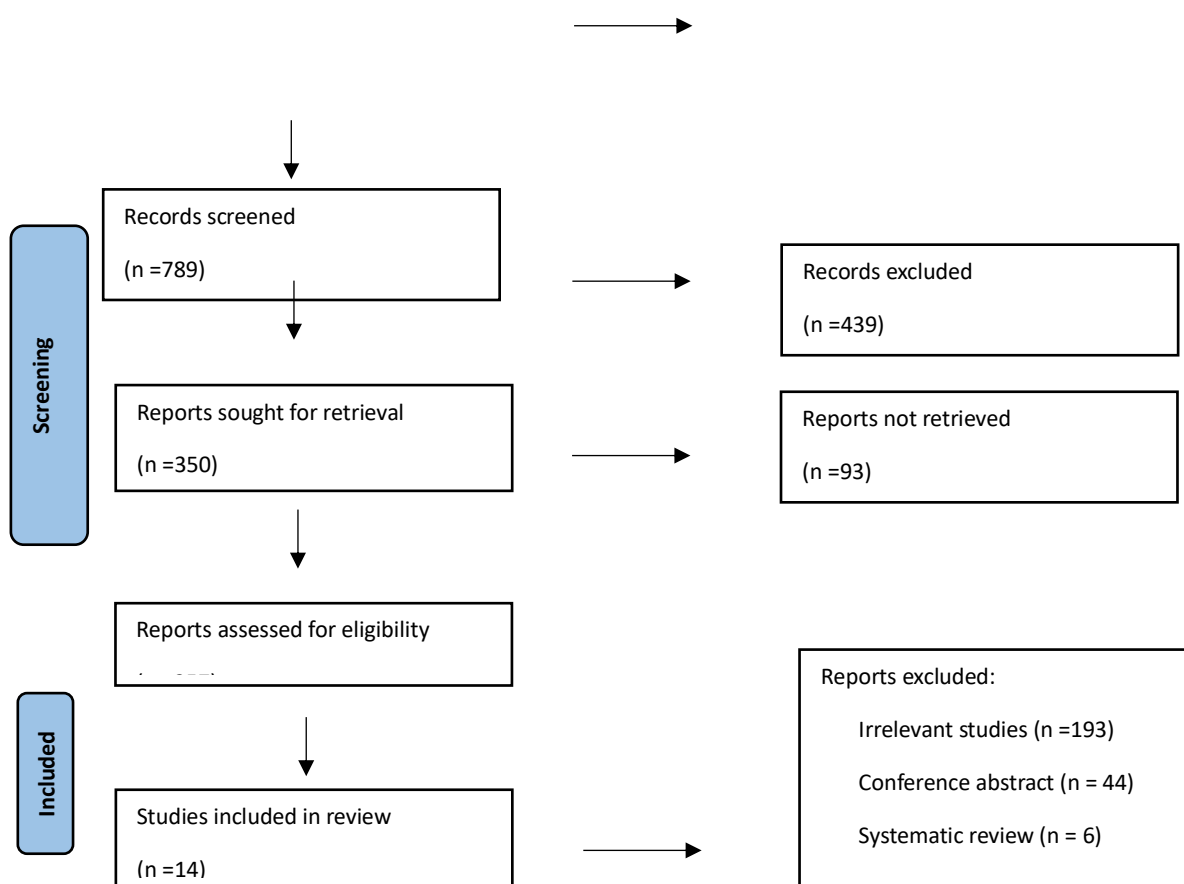 Records screened
(n =789)
Records excluded
(n =439)
Screening
Reports sought for retrieval
(n =350)
Reports not retrieved
(n =93)
Reports assessed for eligibility
Reports excluded:
Irrelevant studies (n =193)
Conference abstract (n = 44)
Systematic review (n = 6)
Included
Studies included in review
(n =14)